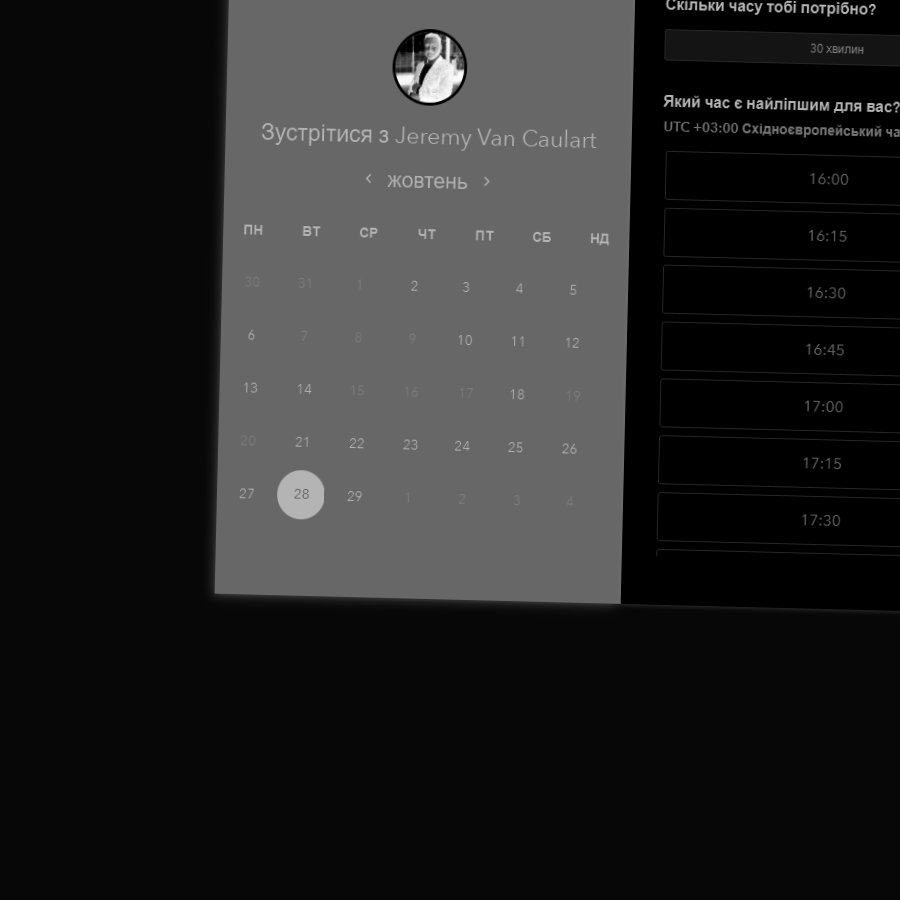 Зустрітися з Jeremy Van Caulart
‹ жовтень ›
ПН ВТ СР ЧТ ПТ СБ НД
30 31 1 2 3 4 5
6 7 8 9 10 11 12
13 14 15 16 17 18 19
20 21 22 23 24 25 26
27 28 29 1 2 3 4
Скільки часу тобі потрібно?
30 хвилин
Який час є найліпшим для вас?
UTC +03:00 Східноєвропейський ча
16:00
16:15
16:30
16:45
17:00
17:15
17:30